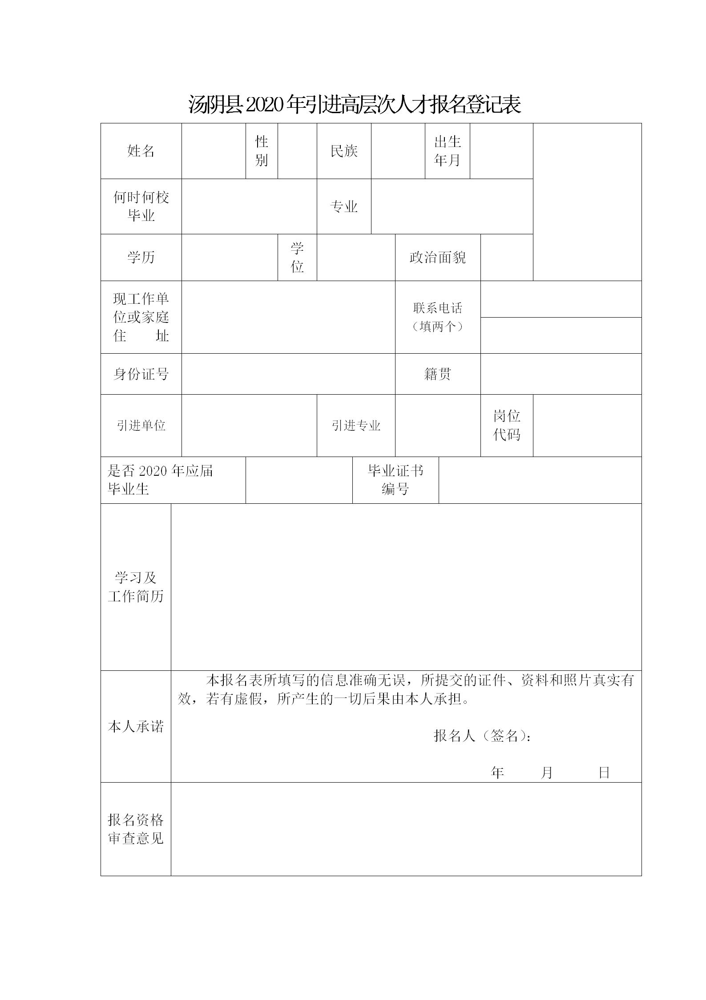 汤阴县2020年引进高层次人才报名登记表
姓名
性
别
民族
出生
年月
何时何校
毕业
专业
学历
学
位
政治面貌
现工作单
位或家庭
住 址
联系电话
（填两个）
身份证号
籍贯
引进单位
引进专业
岗位
代码
是否 2020 年应届
毕业生
毕业证书
编号
学习及
工作简历
本人承诺
本报名表所填写的信息准确无误，所提交的证件、资料和照片真实有
效，若有虚假，所产生的一切后果由本人承担。
报名人（签名）：
年 月 日
报名资格
审查意见